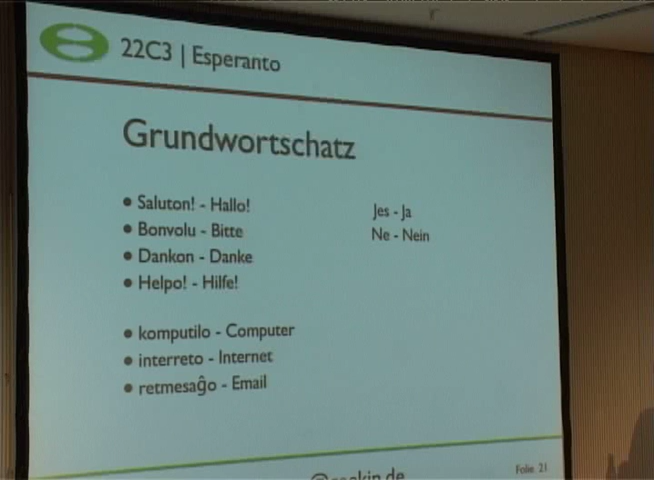 22C3 | Esperanto
Grundwortschatz
• Saluton! - Hallo!
• Bonvolu - Bitte
• Dankon - Danke
• Helpo! - Hilfe!
Jes - Ja
Ne - Nein
• komputilo - Computer
• interreto - Internet
• retmesaĝo - Email
Folie 21